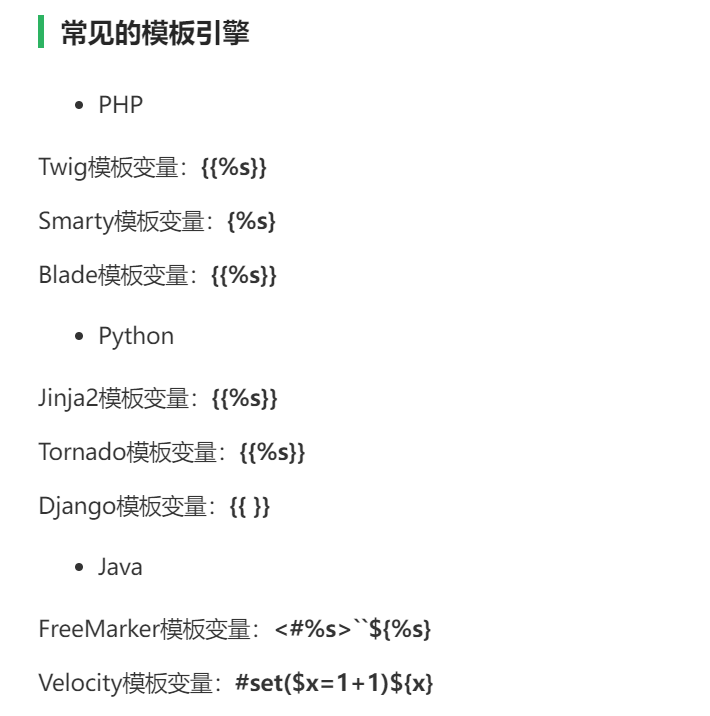 常见的模板引擎
• PHP
Twig模板变量：{{%s}}
Smarty模板变量：{%s}
Blade模板变量：{{%s}}
• Python
Jinja2模板变量：{{%s}}
Tornado模板变量：{{%s}}
Django模板变量：{{ }}
• Java
FreeMarker模板变量：<#%s>``${%s}
Velocity模板变量：#set($x=1+1)${x}